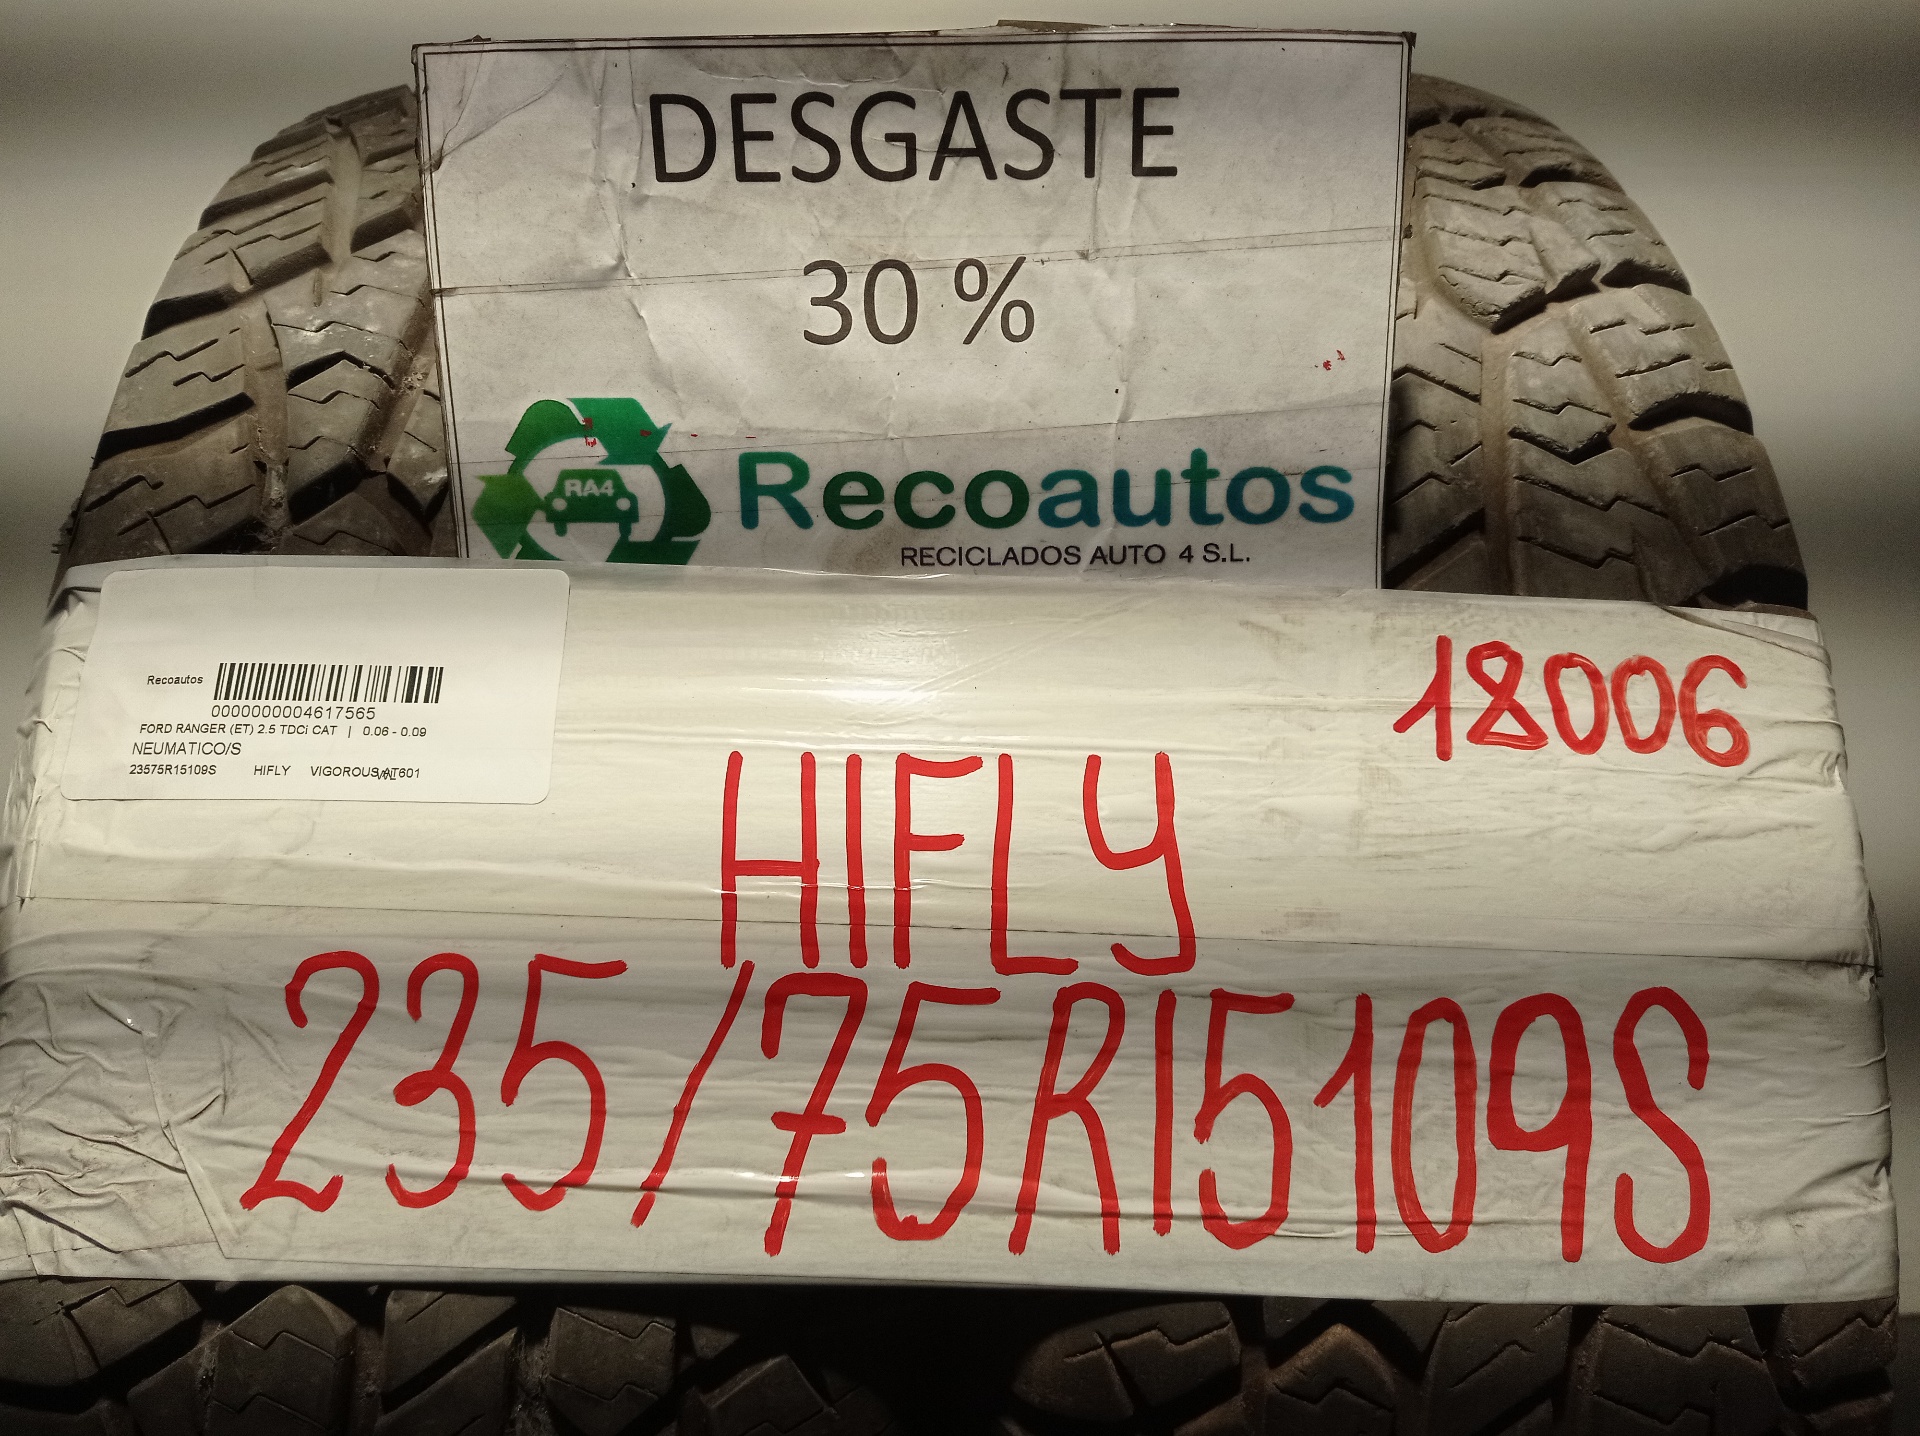 DESGASTE
30 %
RA4
Recoautos
RECICLADOS AUTO 4 S.L.
18006
Recoautos
0000000004617565
FORD RANGER (ET) 2.5 TDCi CAT | 0.06 - 0.09
NEUMATICO/S
23575R15109S HIFLY VIGOROUS AT601
HIFLY
235/75R15109S